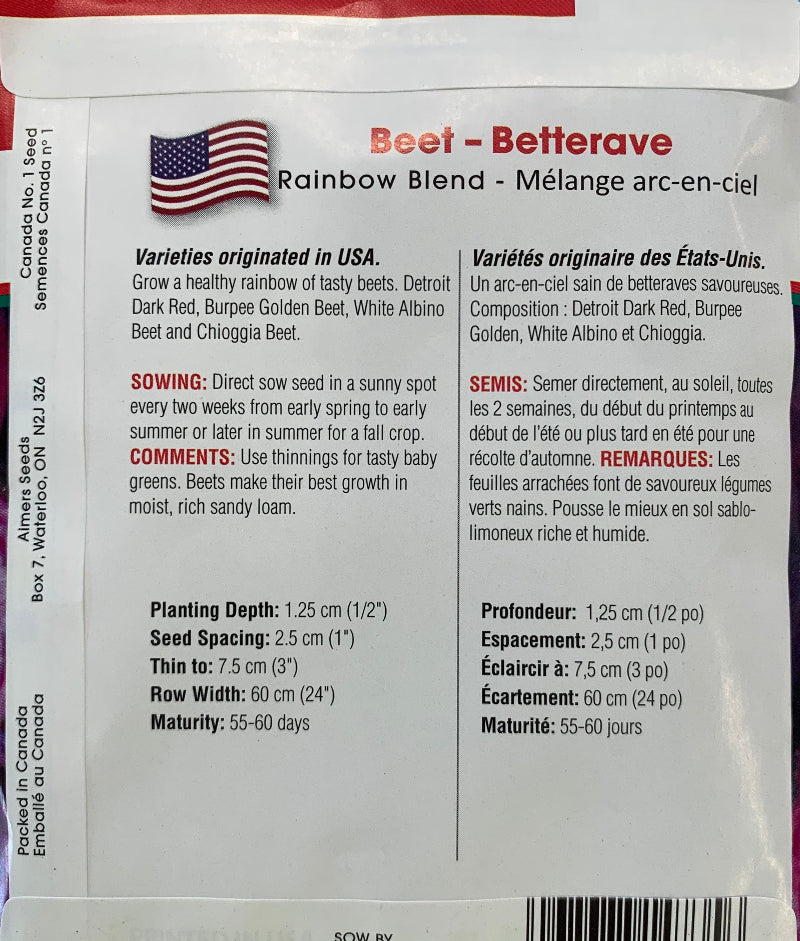 Beet – Betterave
Rainbow Blend - Mélange arc-en-ciel
Varieties originated in USA.
Grow a healthy rainbow of tasty beets. Detroit
Dark Red, Burpee Golden Beet, White Albino
Beet and Chioggia Beet.
SOWING: Direct sow seed in a sunny spot
every two weeks from early spring to early
summer or later in summer for a fall crop.
COMMENTS: Use thinnings for tasty baby
greens. Beets make their best growth in
moist, rich sandy loam.
Planting Depth: 1.25 cm (1/2")
Seed Spacing: 2.5 cm (1")
Thin to: 7.5 cm (3")
Row Width: 60 cm (24")
Maturity: 55-60 days
Variétés originaire des États-Unis.
Un arc-en-ciel sain de betteraves savoureuses.
Composition : Detroit Dark Red, Burpee
Golden, White Albino et Chioggia.
SEMIS: Semer directement, au soleil, toutes
les 2 semaines, du début du printemps au
début de l'été ou plus tard en été pour une
récolte d'automne. REMARQUES: Les
feuilles arrachées font de savoureux légumes
verts nains. Pousse le mieux en sol sablo-
limoneux riche et humide.
Profondeur: 1,25 cm (1/2 po)
Espacement: 2,5 cm (1 po)
Éclaircir à: 7,5 cm (3 po)
Écartement: 60 cm (24 po)
Maturité: 55-60 jours
Canada No. 1 Seed
Semences Canada nº 1
Aimers Seeds
Box 7, Waterloo, ON N2J 3Z6
Packed in Canada
Emballé au Canada
PRINTED IN USA
SOW BY